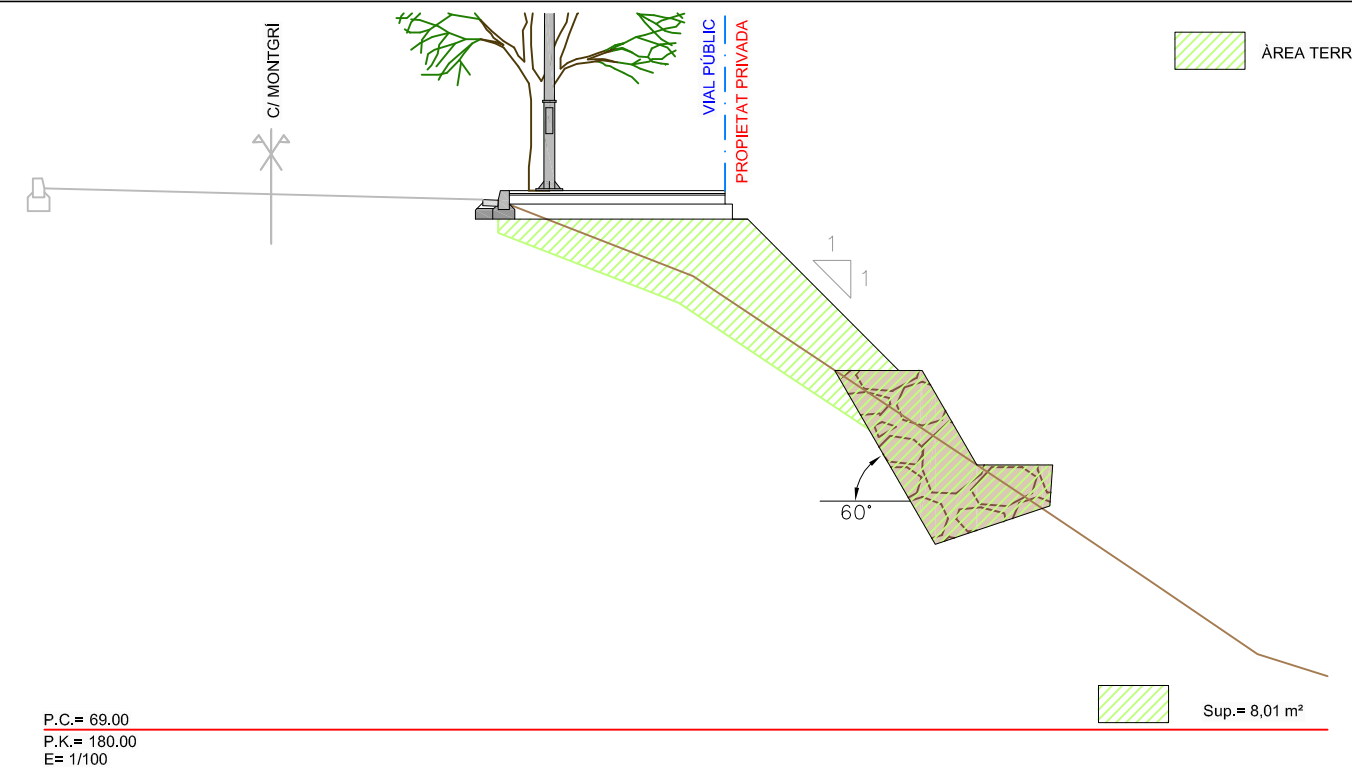 C/ MONTGRÍ
VIAL PÚBLIC
PROPIETAT PRIVADA
ÀREA TERR
1
1
60°
Sup.= 8,01 m²
P.C.= 69.00
P.K.= 180.00
E= 1/100